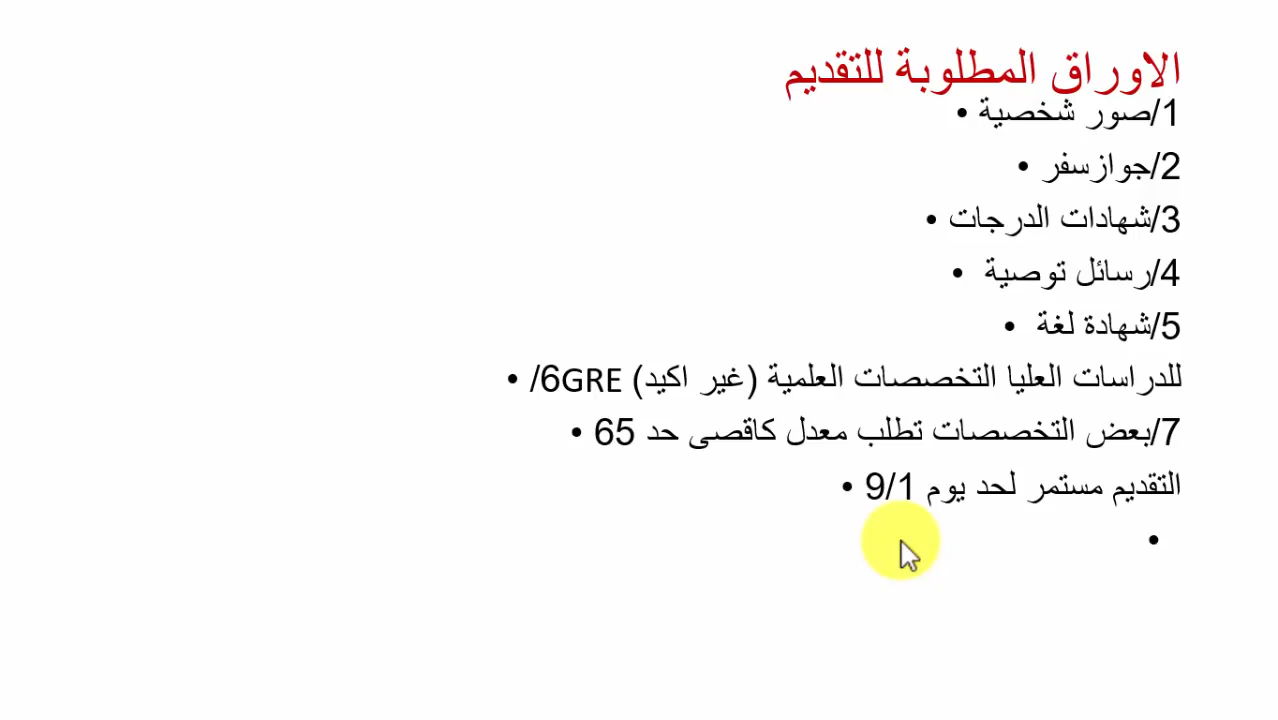 الاوراق المطلوبة للتقديم
1/صور شخصية •
2/جوازسفر •
3/شهادات الدرجات •
4/رسائل توصية •
5/شهادة لغة •
للدراسات العليا التخصصات العلمية (غير اكيد) 6GRE/ •
7/بعض التخصصات تطلب معدل كاقصى حد 65 •
التقديم مستمر لحد يوم 9/1 •
•